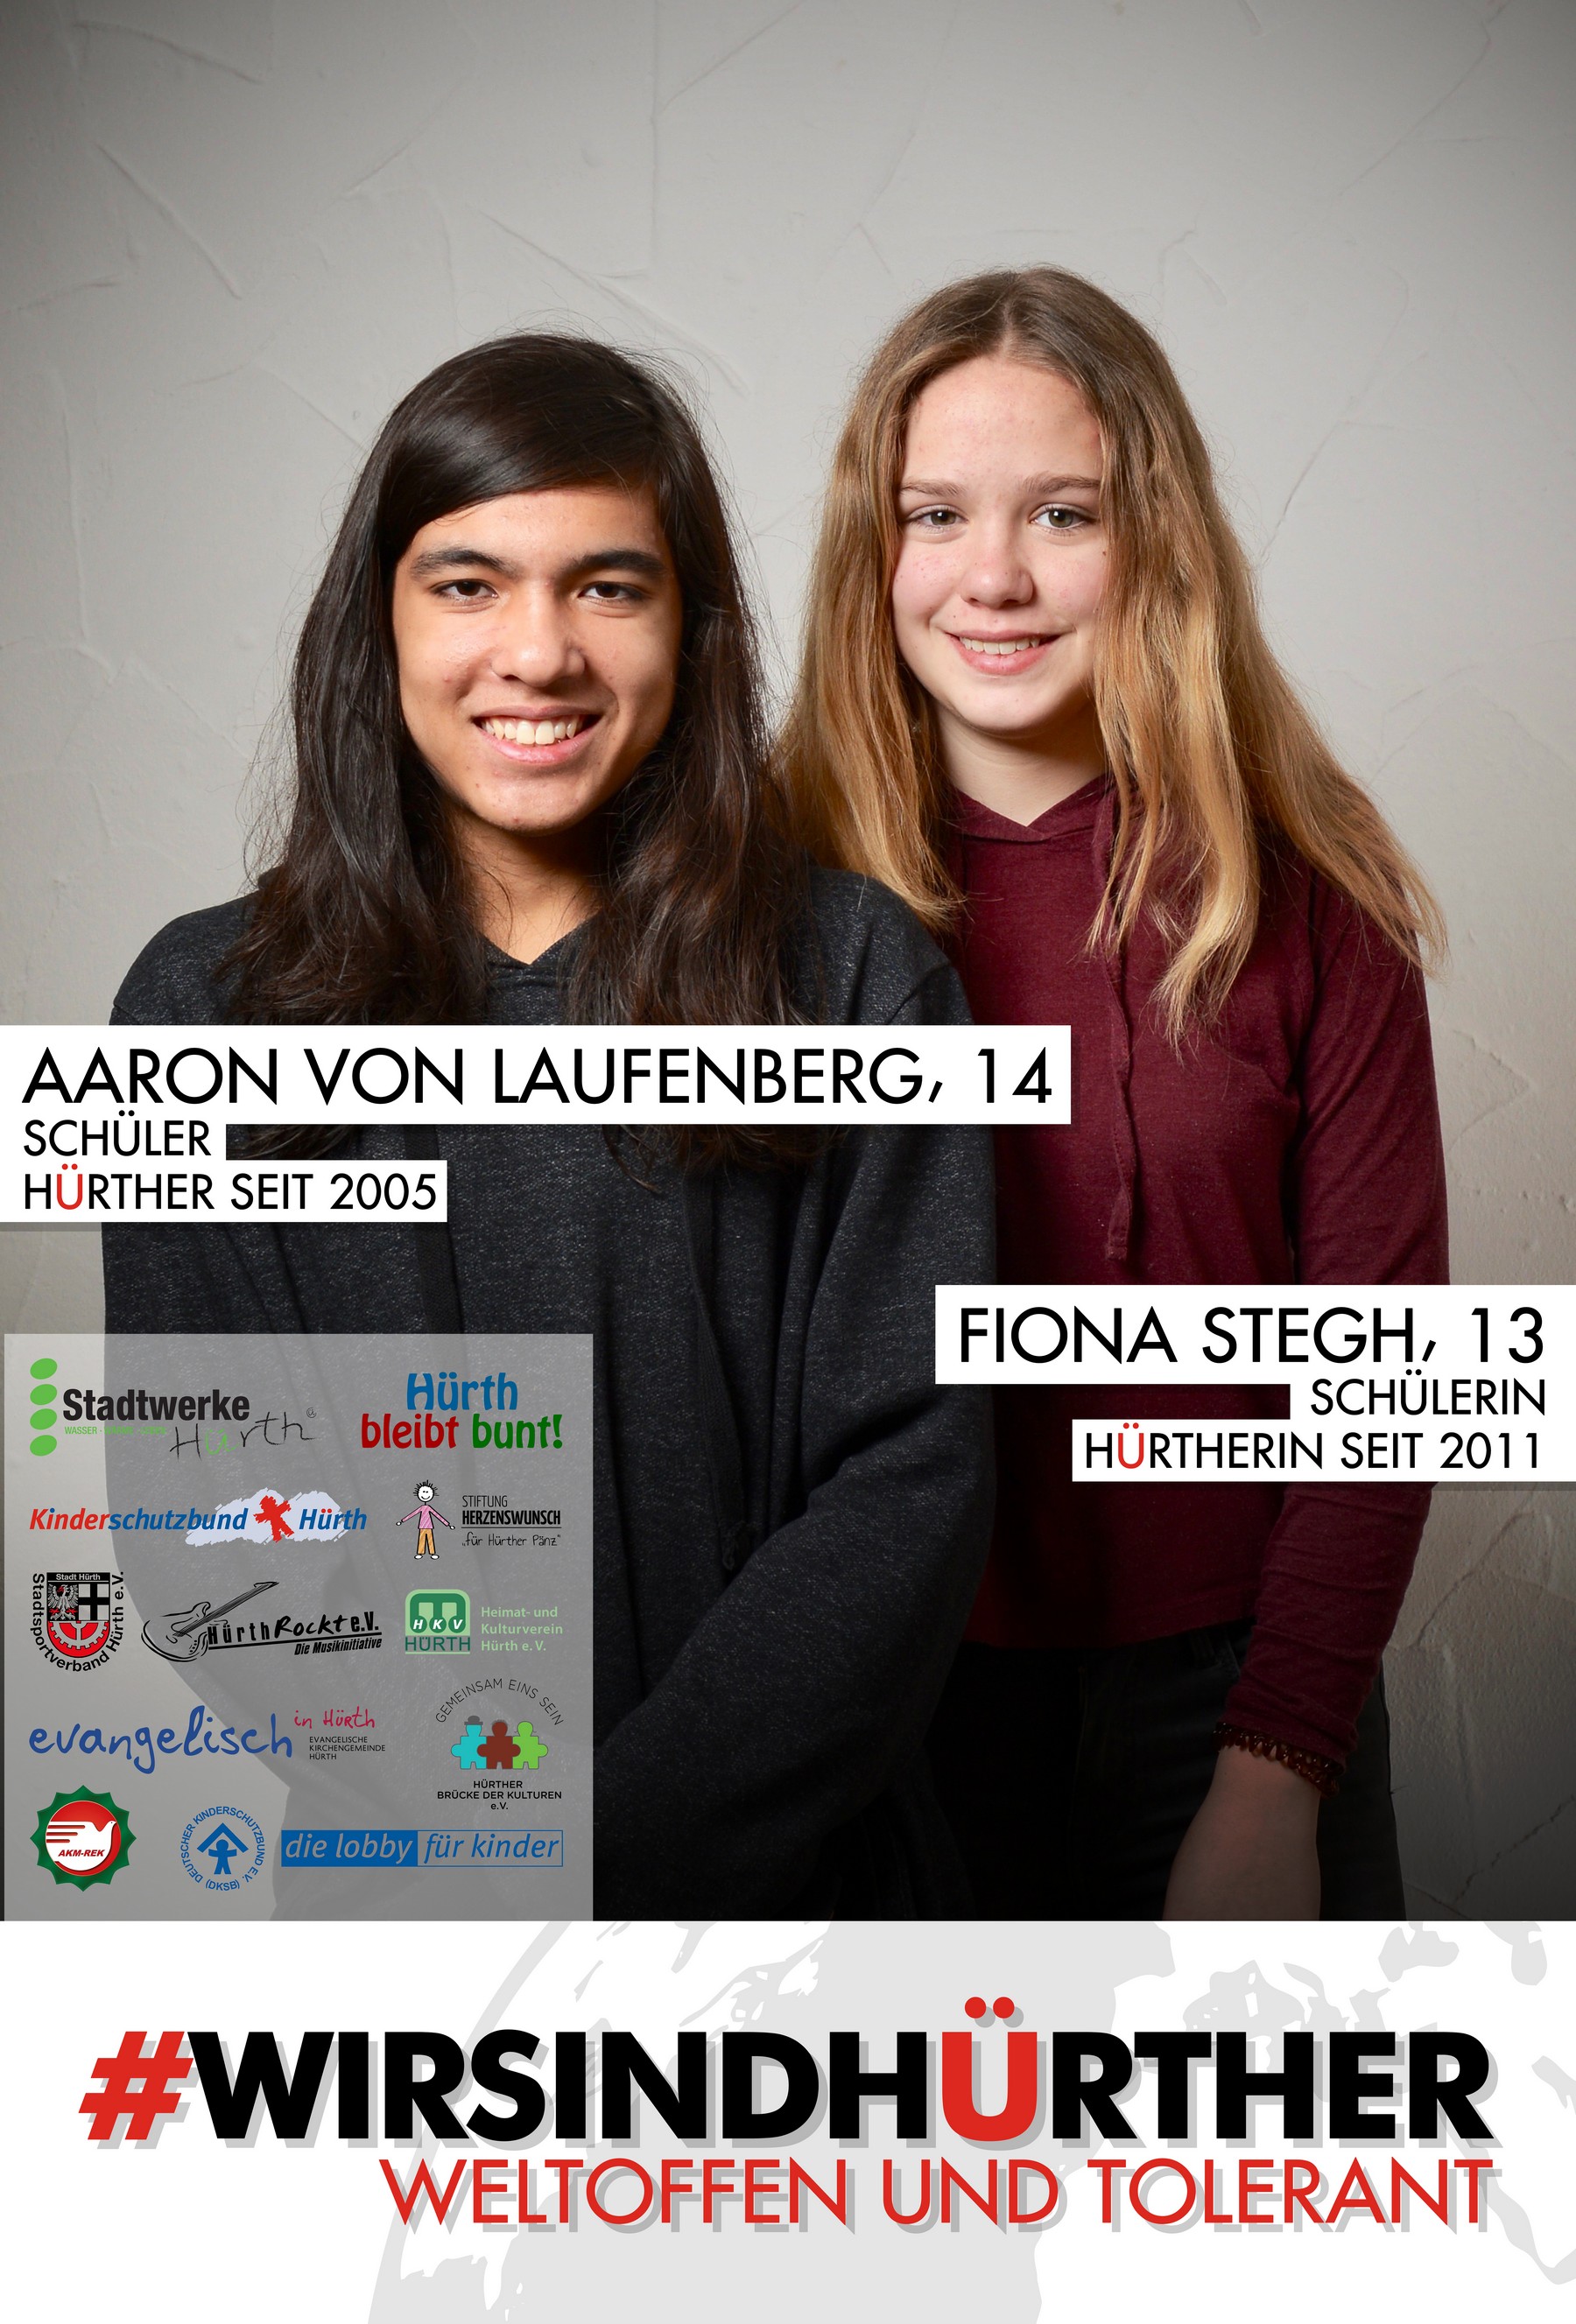 AARON VON LAUFENBERG, 14
SCHÜLER
HÜRTHER SEIT 2005
FIONA STEGH, 13
SCHÜLERIN
HÜRTHERIN SEIT 2011
Stadtwerke
WASSER
Hürth
Hürth
bleibt bunt!
Kinderschutzbund Hürth
STIFTUNG
HERZENSWUNSCH
„für Hürther Pänz"
Stadt Hürth
Stadtsportverband Hürth e.V.
HürthRockt e.V.
Die Musikinitiative
HKV
HÜRTH
Heimat- und
Kulturverein
Hürth e. V.
evangelisch in Hürth
EVANGELISCHE
KIRCHENGEMEINDE
HÜRTH
GEMEINSAM EINS SEIN
HÜRTHER
BRÜCKE DER KULTUREN
e.V.
AKM-REK
DEUTSCHER KINDERSCHUTZBUND E.V.
(DKSB)
die lobby für kinder
#WIRSINDHÜRTHER
WELTOFFEN UND TOLERANT